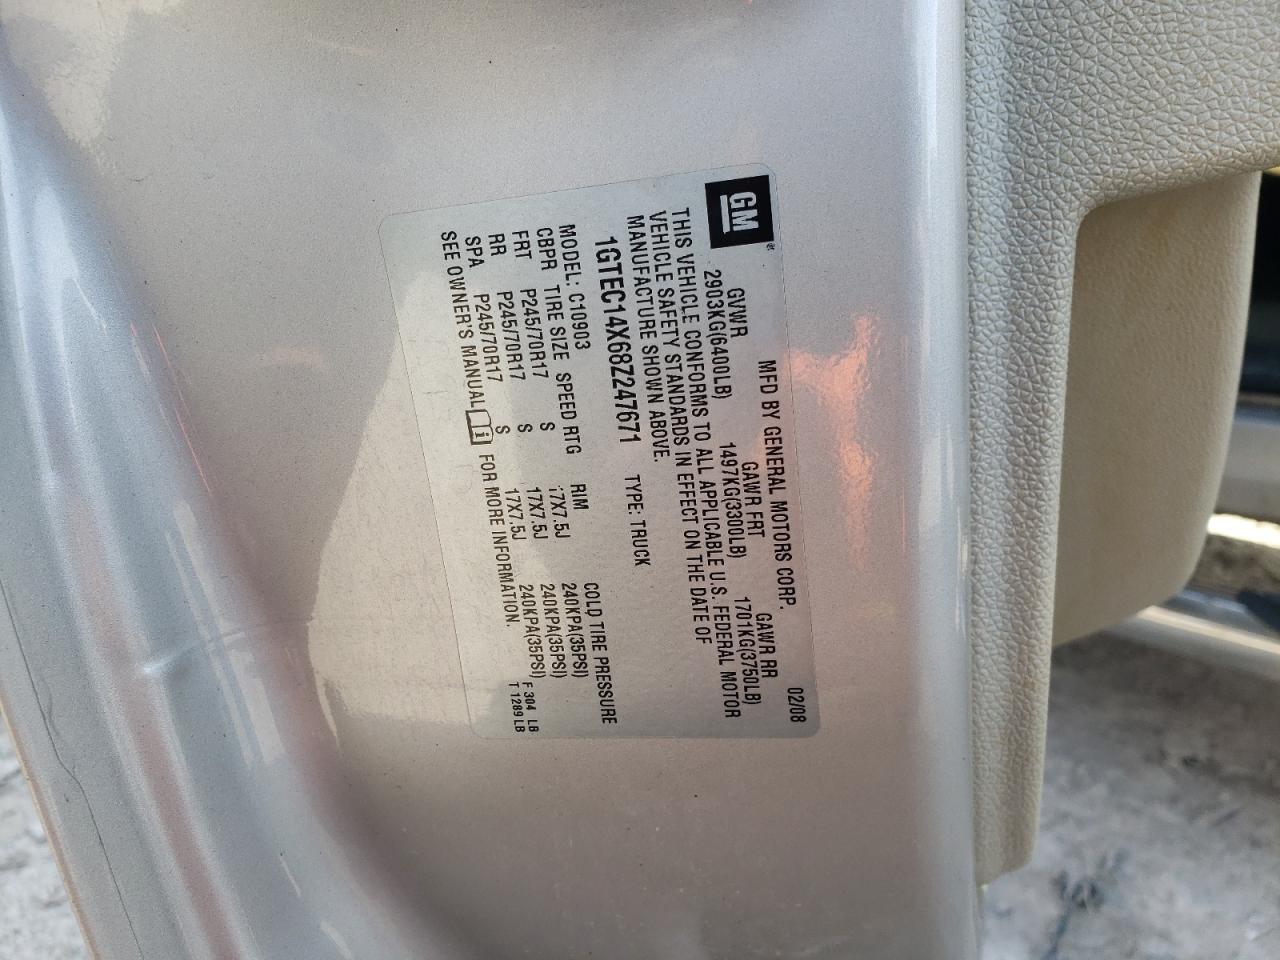 GM®
MFD BY GENERAL MOTORS CORP. 02/08
GVWR GAWR FRT GAWR RR
2903KG(6400LB) 1497KG(3300LB) 1701KG(3750LB)
THIS VEHICLE CONFORMS TO ALL APPLICABLE U.S. FEDERAL MOTOR
VEHICLE SAFETY STANDARDS IN EFFECT ON THE DATE OF
MANUFACTURE SHOWN ABOVE.
1GTEC14X68Z247671 TYPE: TRUCK
MODEL: C10903
CBPR TIRE SIZE SPEED RTG RIM COLD TIRE PRESSURE
FRT P245/70R17 S 17X7.5J 240KPA(35PSI)
RR P245/70R17 S 17X7.5J 240KPA(35PSI)
SPA P245/70R17 S 17X7.5J 240KPA(35PSI)
SEE OWNER'S MANUAL i FOR MORE INFORMATION.
F 304 LB
T 1289 LB